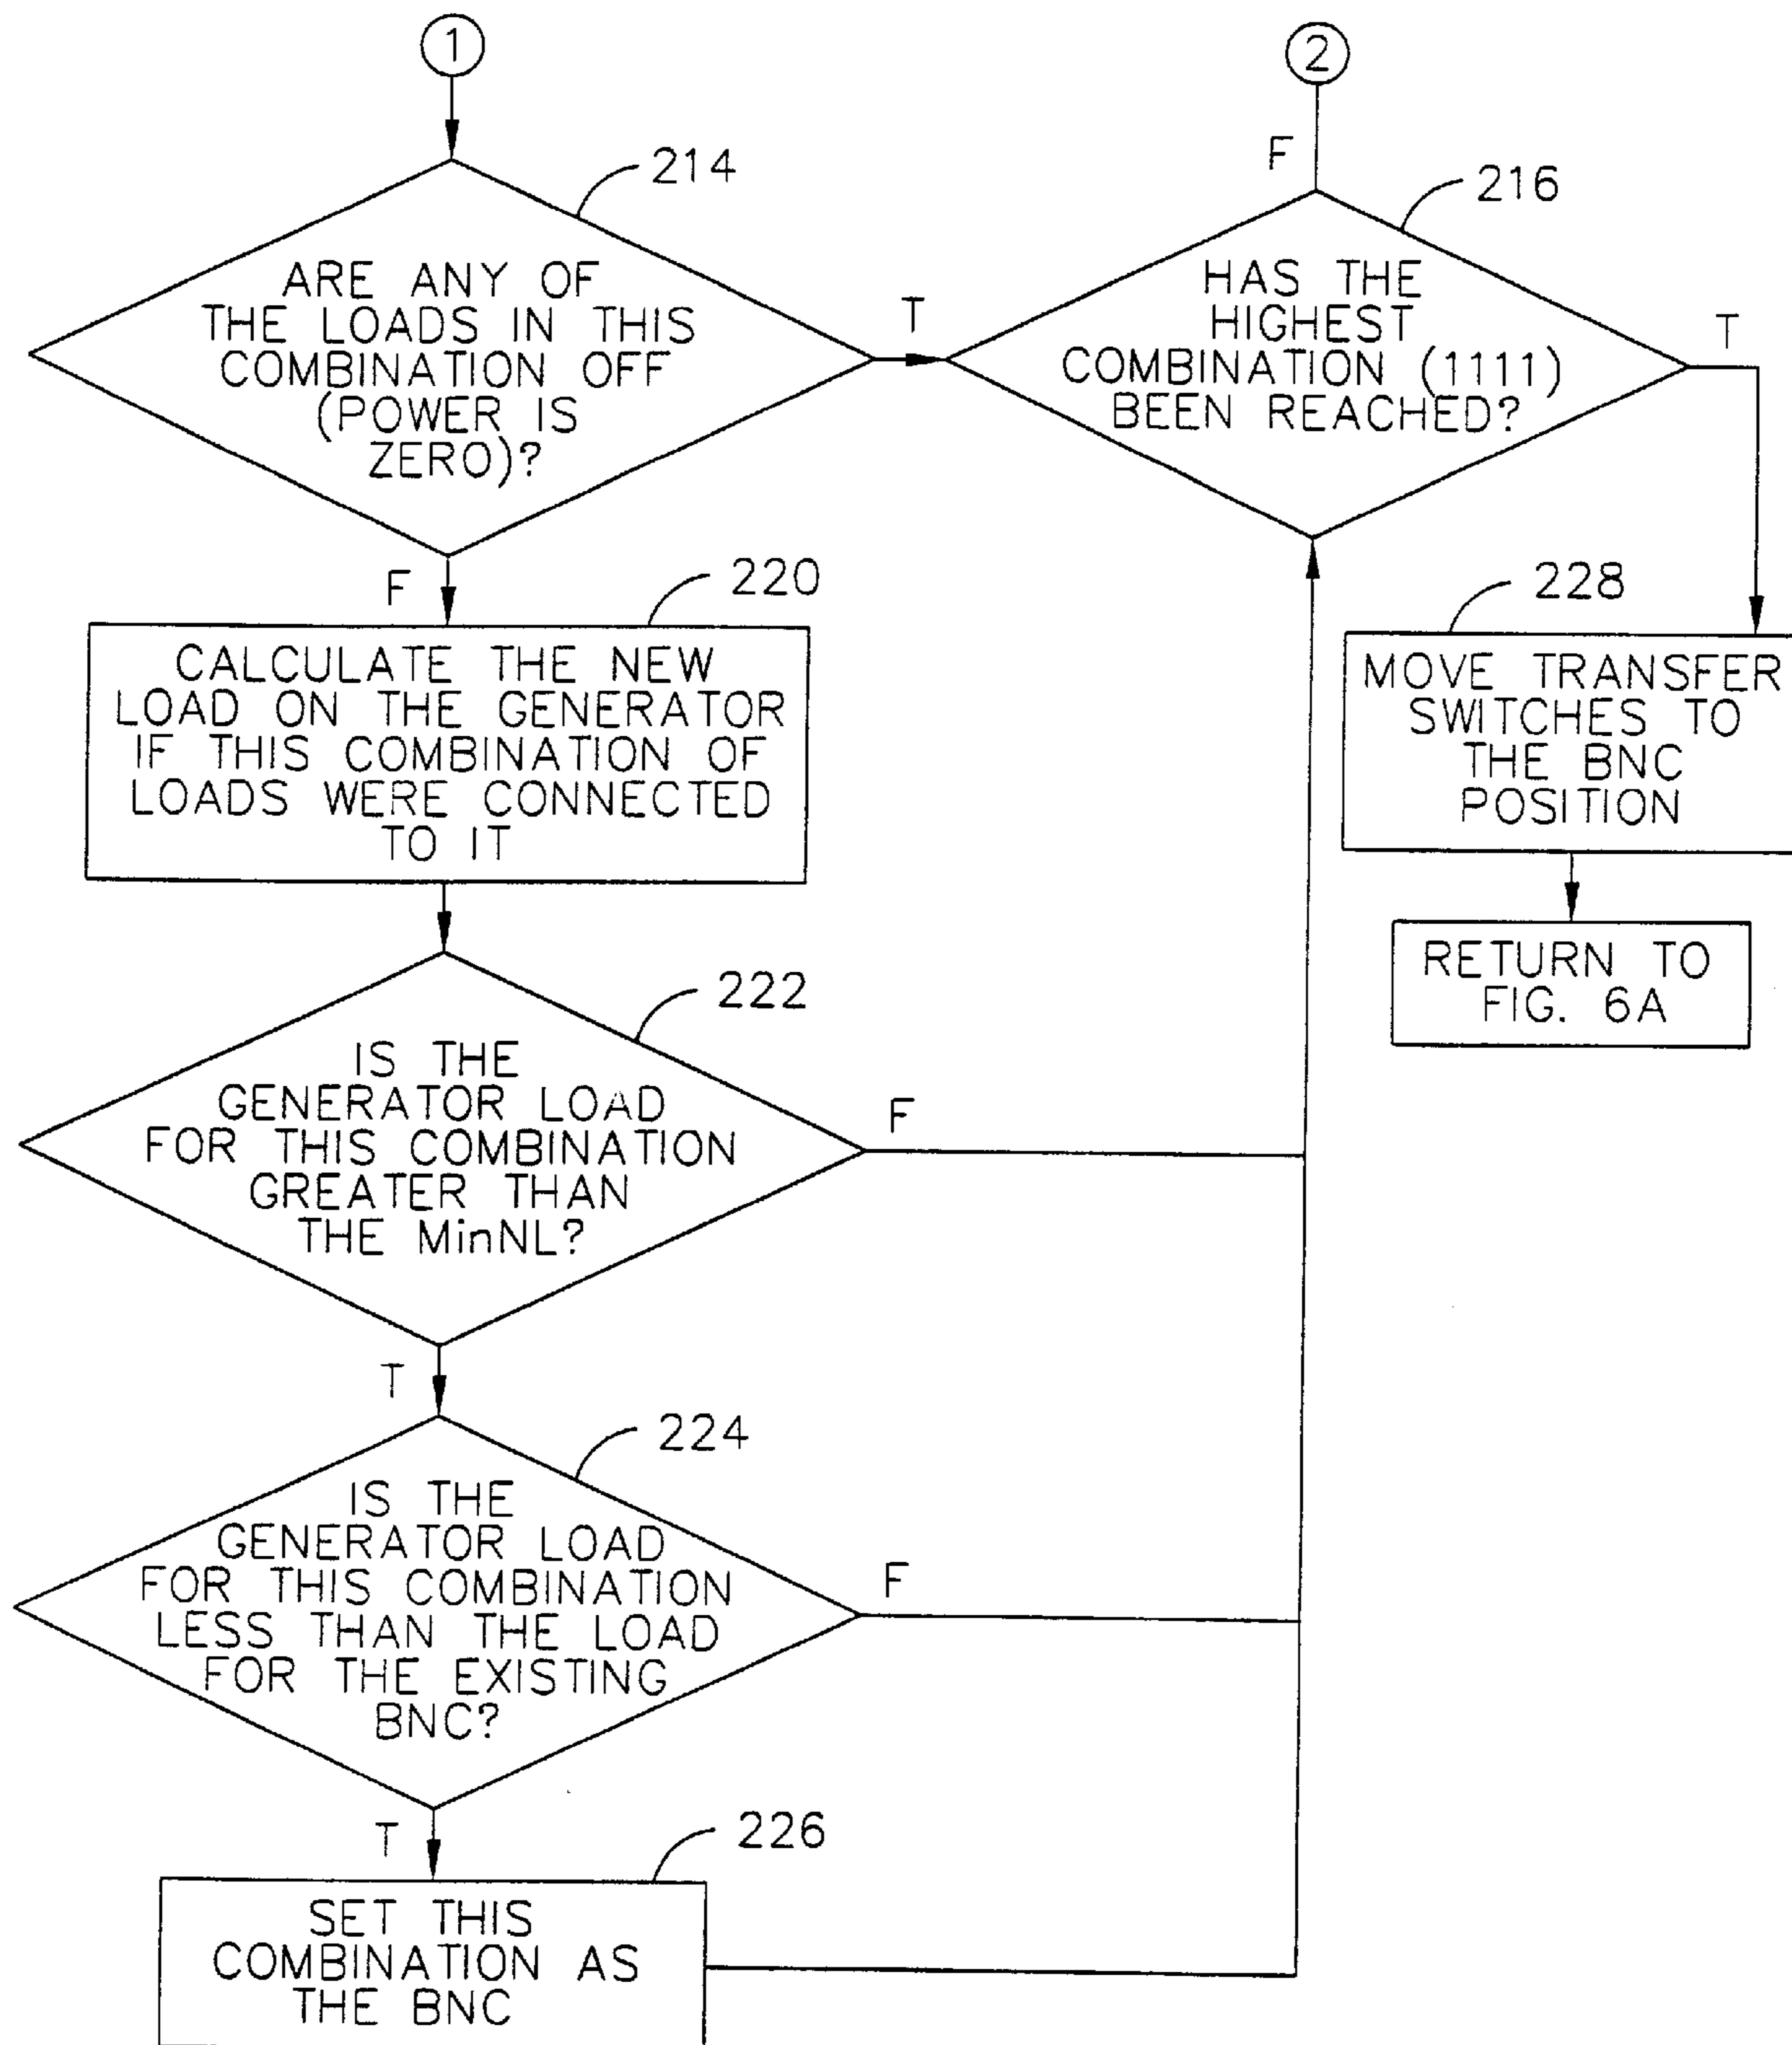 1
214
ARE ANY OF
THE LOADS IN THIS
COMBINATION OFF
(POWER IS
ZERO)?
T
F
220
CALCULATE THE NEW
LOAD ON THE GENERATOR
IF THIS COMBINATION OF
LOADS WERE CONNECTED
TO IT
222
IS THE
GENERATOR LOAD
FOR THIS COMBINATION
GREATER THAN
THE MinNL?
F
T
224
IS THE
GENERATOR LOAD
FOR THIS COMBINATION
LESS THAN THE LOAD
FOR THE EXISTING
BNC?
F
T
226
SET THIS
COMBINATION AS
THE BNC
2
F
216
HAS THE
HIGHEST
COMBINATION (1111)
BEEN REACHED?
T
228
MOVE TRANSFER
SWITCHES TO
THE BNC
POSITION
RETURN TO
FIG. 6A